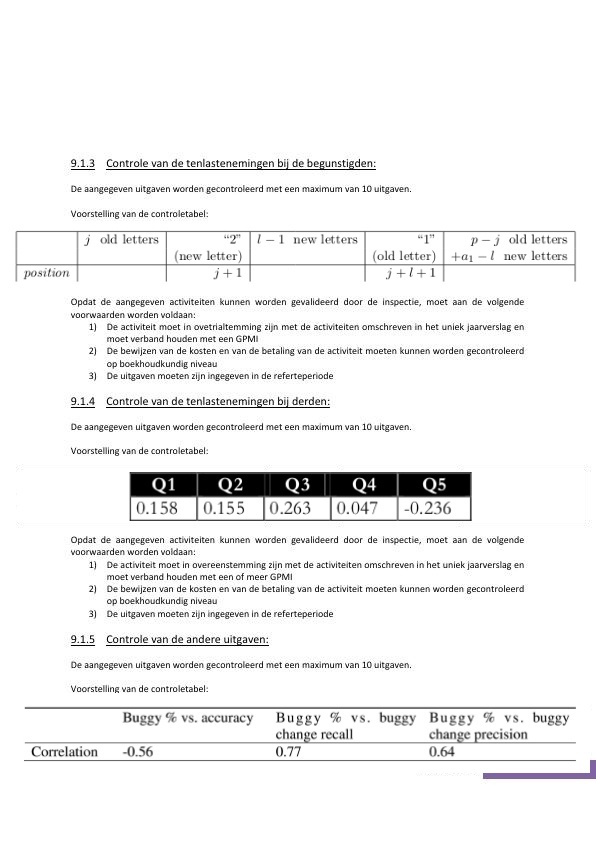 9.1.3 Controle van de tenlastenemingen bij de begunstigden:
De aangegeven uitgaven worden gecontroleerd met een maximum van 10 uitgaven.
Voorstelling van de controletabel:
j old letters "2" l − 1 new letters "1" p − j old letters
(new letter) (old letter) +a₁ − l new letters
position j + 1 j + l + 1
Opdat de aangegeven activiteiten kunnen worden gevalideerd door de inspectie, moet aan de volgende
voorwaarden worden voldaan:
1) De activiteit moet in ovetrialtemming zijn met de activiteiten omschreven in het uniek jaarverslag en
moet verband houden met een GPMI
2) De bewijzen van de kosten en van de betaling van de activiteit moeten kunnen worden gecontroleerd
op boekhoudkundig niveau
3) De uitgaven moeten zijn ingegeven in de referteperiode
9.1.4 Controle van de tenlastenemingen bij derden:
De aangegeven uitgaven worden gecontroleerd met een maximum van 10 uitgaven.
Voorstelling van de controletabel:
Q1 Q2 Q3 Q4 Q5
0.158 0.155 0.263 0.047 -0.236
Opdat de aangegeven activiteiten kunnen worden gevalideerd door de inspectie, moet aan de volgende
voorwaarden worden voldaan:
1) De activiteit moet in overeenstemming zijn met de activiteiten omschreven in het uniek jaarverslag en
moet verband houden met een of meer GPMI
2) De bewijzen van de kosten en van de betaling van de activiteit moeten kunnen worden gecontroleerd
op boekhoudkundig niveau
3) De uitgaven moeten zijn ingegeven in de referteperiode
9.1.5 Controle van de andere uitgaven:
De aangegeven uitgaven worden gecontroleerd met een maximum van 10 uitgaven.
Voorstelling van de controletabel:
Buggy % vs. accuracy Buggy % vs. buggy Buggy % vs. buggy
change recall change precision
Correlation -0.56 0.77 0.64